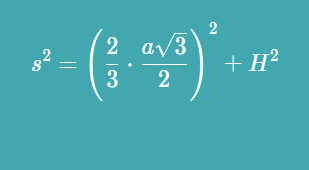 s² = (2/3 · a√3/2)² + H²